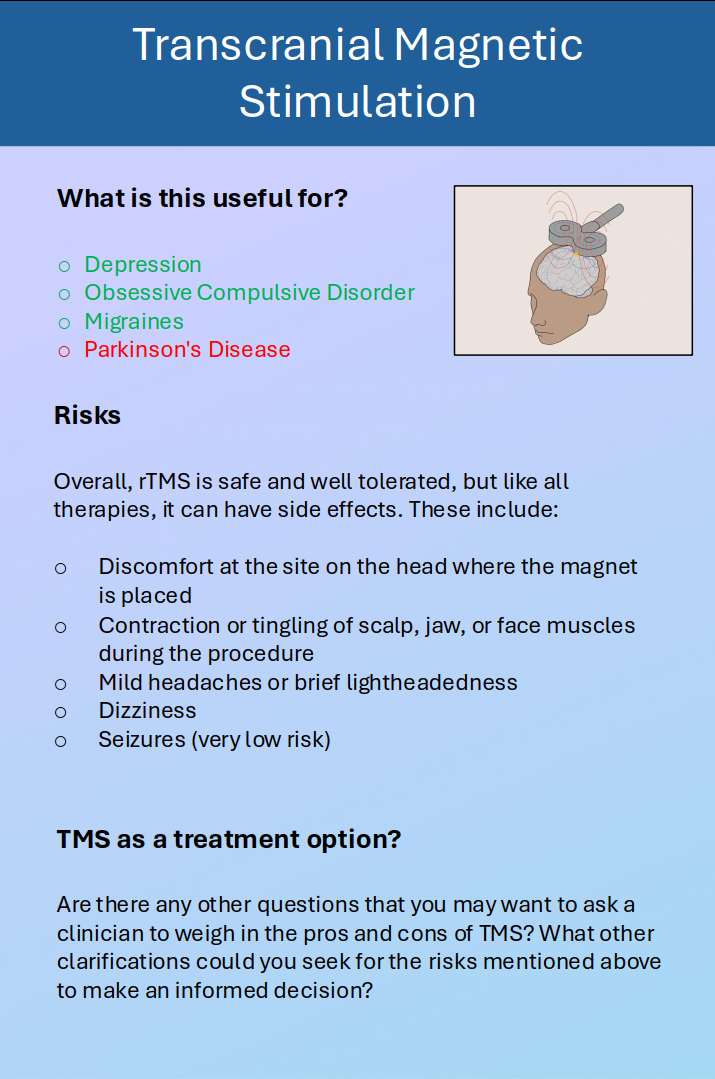 Transcranial Magnetic
Stimulation
What is this useful for?
○ Depression
○ Obsessive Compulsive Disorder
○ Migraines
○ Parkinson's Disease
Risks
Overall, rTMS is safe and well tolerated, but like all
therapies, it can have side effects. These include:
○ Discomfort at the site on the head where the magnet
is placed
○ Contraction or tingling of scalp, jaw, or face muscles
during the procedure
○ Mild headaches or brief lightheadedness
○ Dizziness
○ Seizures (very low risk)
TMS as a treatment option?
Are there any other questions that you may want to ask a
clinician to weigh in the pros and cons of TMS? What other
clarifications could you seek for the risks mentioned above
to make an informed decision?